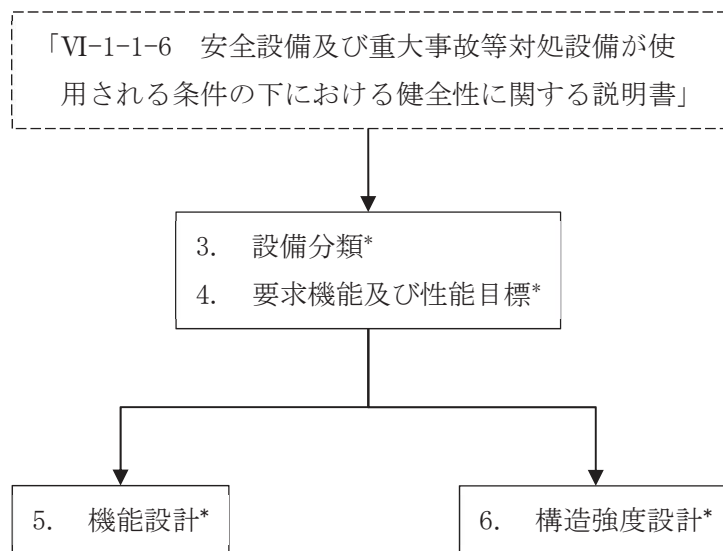 「Ⅵ-1-1-6　安全設備及び重大事故等対処設備が使
用される条件の下における健全性に関する説明書」
3.　設備分類*
4.　要求機能及び性能目標*
5.　機能設計*
6.　構造強度設計*